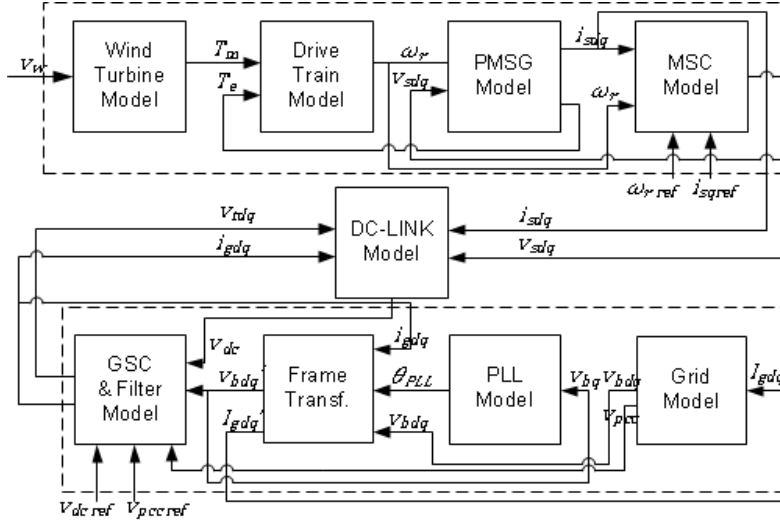 v_w
Wind
Turbine
Model
T_m
T_e
Drive
Train
Model
ω_r
v_sdq
PMSG
Model
i_sdq
ω_r
MSC
Model
ω_r ref
i_sqref
v_tdq
i_gdq
DC-LINK
Model
i_sdq
v_sdq
v_dc
GSC
& Filter
Model
v_bdq'
I_gdq'
Frame
Transf.
i_gdq
θ_PLL
v_bdq
PLL
Model
v_bq
v_bdq
v_pcc
Grid
Model
I_gdq
v_dc ref
v_pcc ref